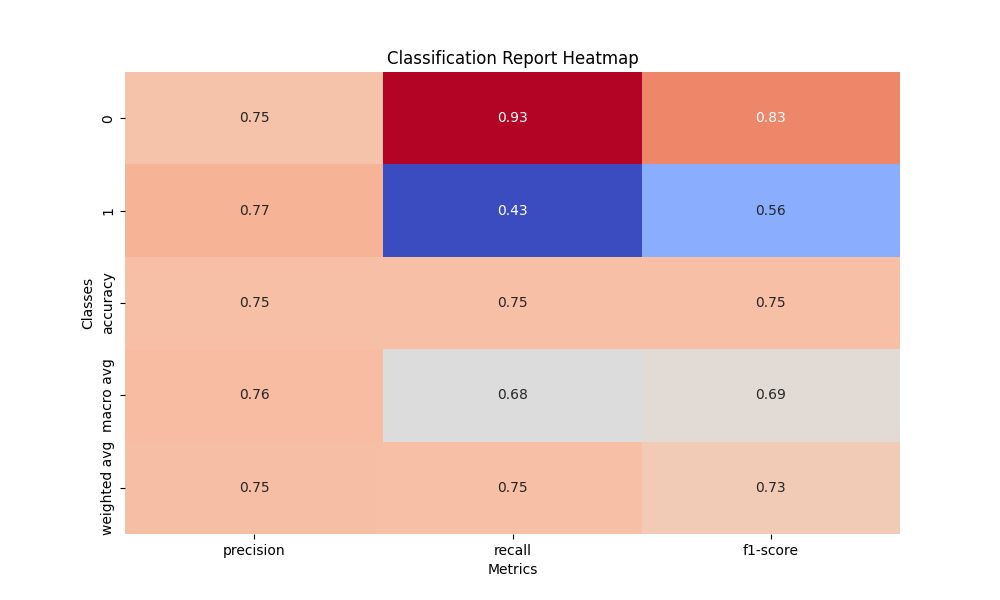 Classification Report Heatmap
0 0.75 0.93 0.83
1 0.77 0.43 0.56
accuracy 0.75 0.75 0.75
macro avg 0.76 0.68 0.69
weighted avg 0.75 0.75 0.73
Classes
precision recall f1-score
Metrics